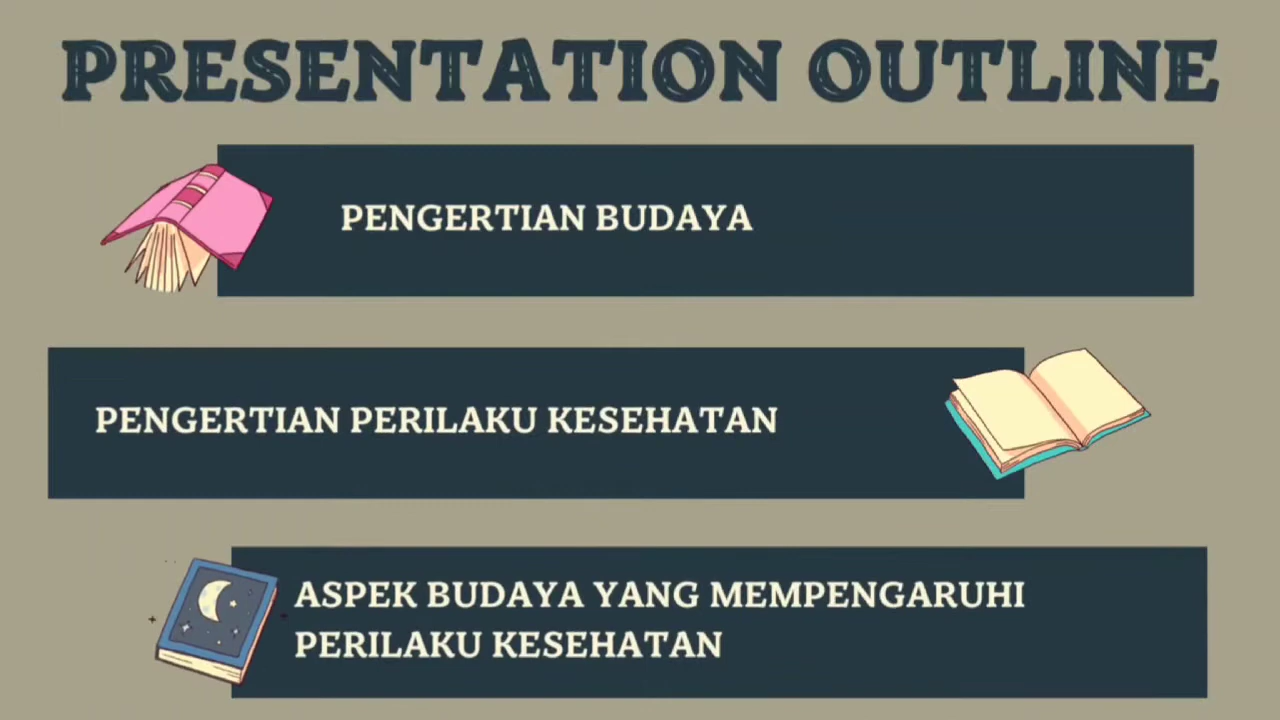 PRESENTATION OUTLINE
PENGERTIAN BUDAYA
PENGERTIAN PERILAKU KESEHATAN
ASPEK BUDAYA YANG MEMPENGARUHI
PERILAKU KESEHATAN